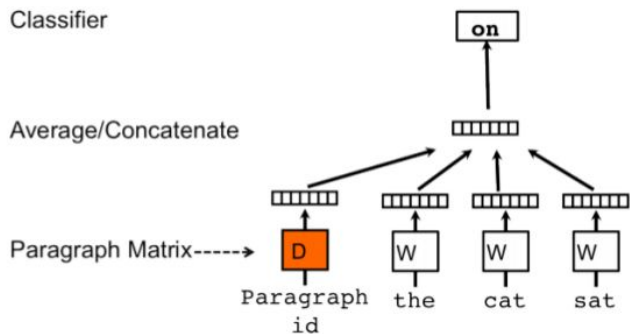 Classifier
on
Average/Concatenate
Paragraph Matrix
D
W
W
W
Paragraph
id
the
cat
sat